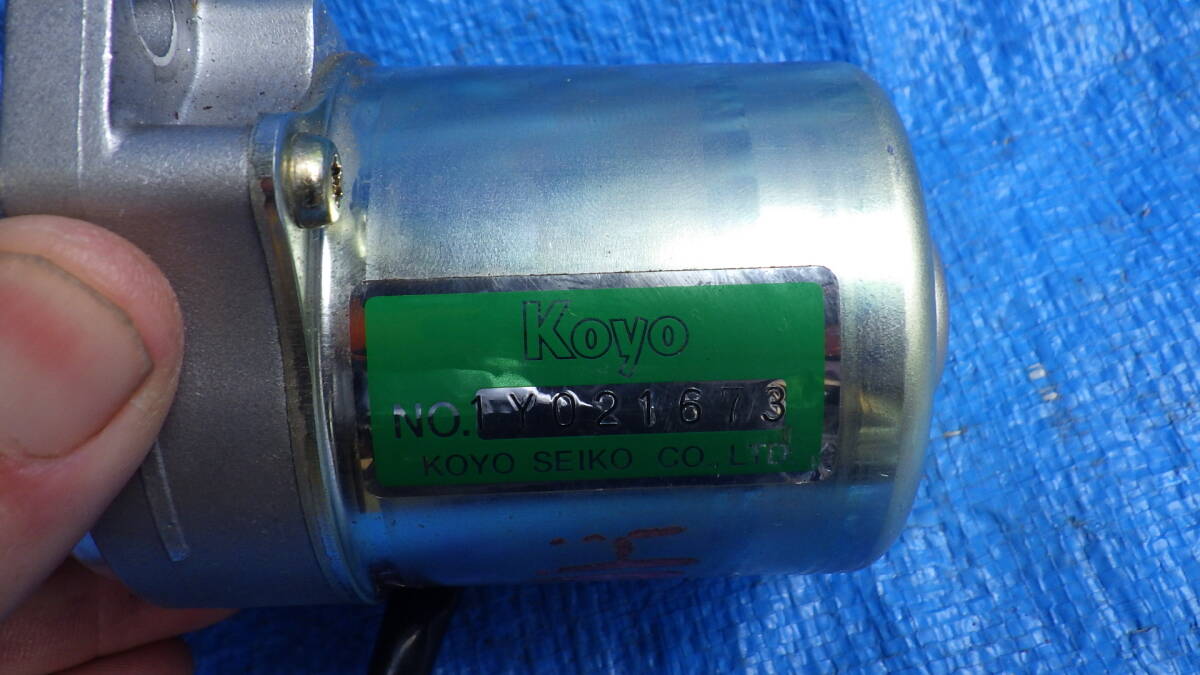 Koyo
NO. 1Y021673
KOYO SEIKO CO., LTD